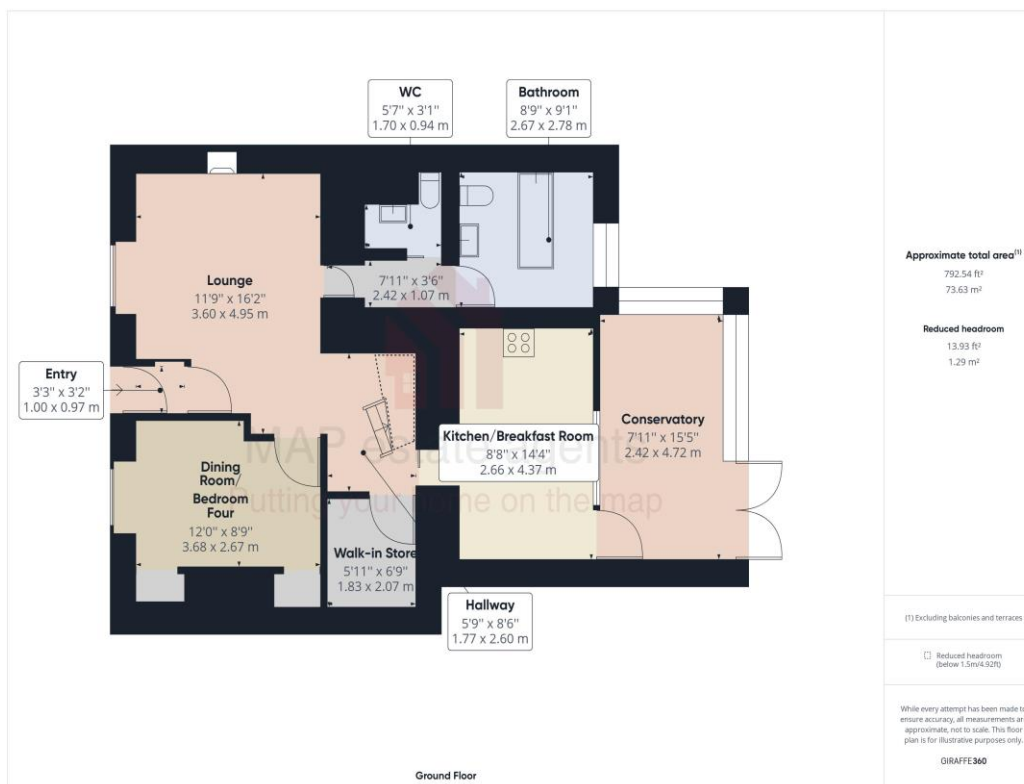 WC
5'7" x 3'1"
1.70 x 0.94 m
Bathroom
8'9" x 9'1"
2.67 x 2.78 m
Lounge
11'9" x 16'2"
3.60 x 4.95 m
7'11" x 3'6"
2.42 x 1.07 m
Entry
3'3" x 3'2"
1.00 x 0.97 m
Kitchen/Breakfast Room
8'8" x 14'4"
2.66 x 4.37 m
Conservatory
7'11" x 15'5"
2.42 x 4.72 m
MAP estate agents
Putting your home on the map
Dining
Room/
Bedroom
Four
12'0" x 8'9"
3.68 x 2.67 m
Walk-in Store
5'11" x 6'9"
1.83 x 2.07 m
Hallway
5'9" x 8'6"
1.77 x 2.60 m
Ground Floor
Approximate total area(1)
792.54 ft²
73.63 m²
Reduced headroom
13.93 ft²
1.29 m²
(1) Excluding balconies and terraces
Reduced headroom
(below 1.5m/4.92ft)
While every attempt has been made to
ensure accuracy, all measurements are
approximate, not to scale. This floor
plan is for illustrative purposes only.
GIRAFFE360